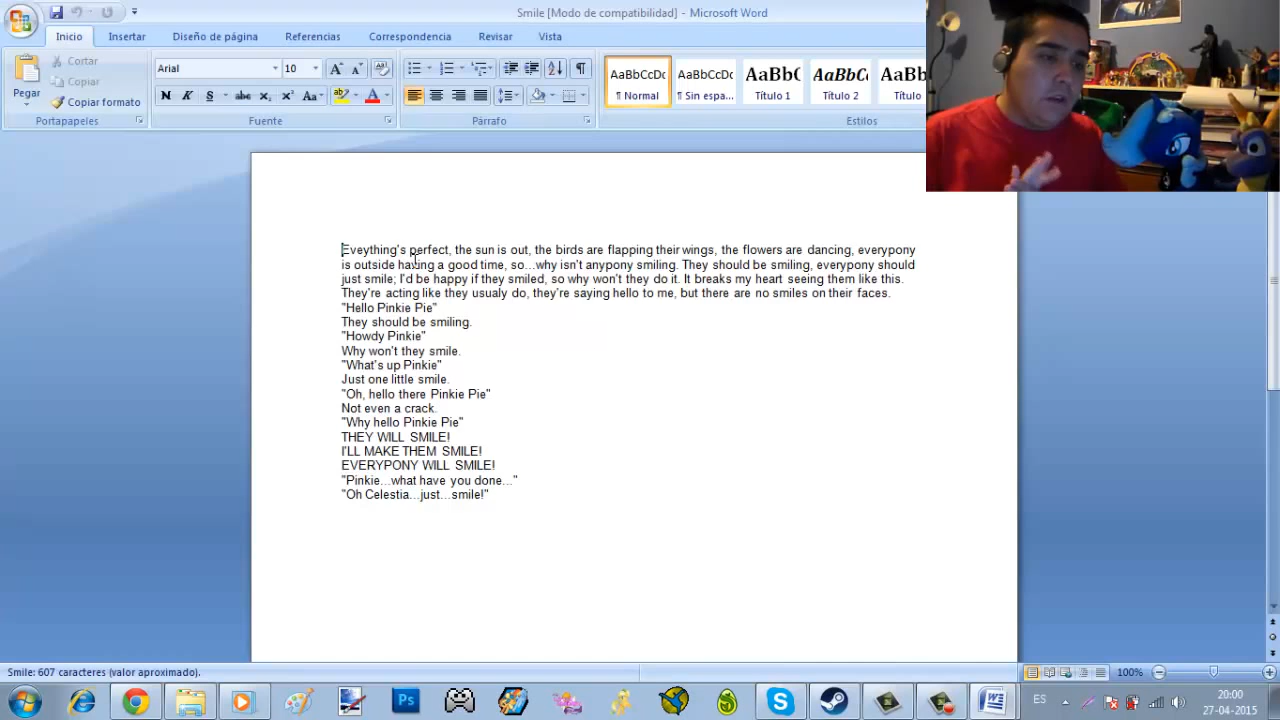 Smile [Modo de compatibilidad] - Microsoft Word
Inicio Insertar Diseño de página Referencias Correspondencia Revisar Vista
Pegar
Cortar
Copiar
Copiar formato
Portapapeles
Arial 10
N K S abc x₂ x² Aa
ab A
Fuente
Párrafo
AaBbCcDc
¶ Normal
AaBbCcDc
¶ Sin espa...
AaBbC
Título 1
AaBbC
Título 2
AaBb
Título 3
Estilos
Eveything's perfect, the sun is out, the birds are flapping their wings, the flowers are dancing, everypony
is outside having a good time, so...why isn't anypony smiling. They should be smiling, everypony should
just smile; I'd be happy if they smiled, so why won't they do it. It breaks my heart seeing them like this.
They're acting like they usualy do, they're saying hello to me, but there are no smiles on their faces.
"Hello Pinkie Pie"
They should be smiling.
"Howdy Pinkie"
Why won't they smile.
"What's up Pinkie"
Just one little smile.
"Oh, hello there Pinkie Pie"
Not even a crack.
"Why hello Pinkie Pie"
THEY WILL SMILE!
I'LL MAKE THEM SMILE!
EVERYPONY WILL SMILE!
"Pinkie...what have you done..."
"Oh Celestia...just...smile!"
Smile: 607 caracteres (valor aproximado).
100%
Ps
ES
20:00
27-04-2015